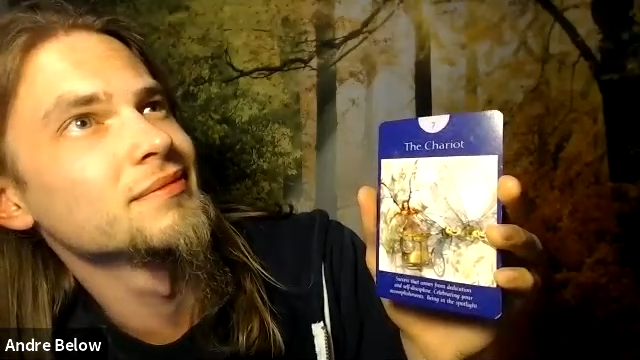 7
The Chariot
Success that comes from dedication
and self-discipline. Celebrating your
accomplishments. Being in the spotlight.
Andre Below